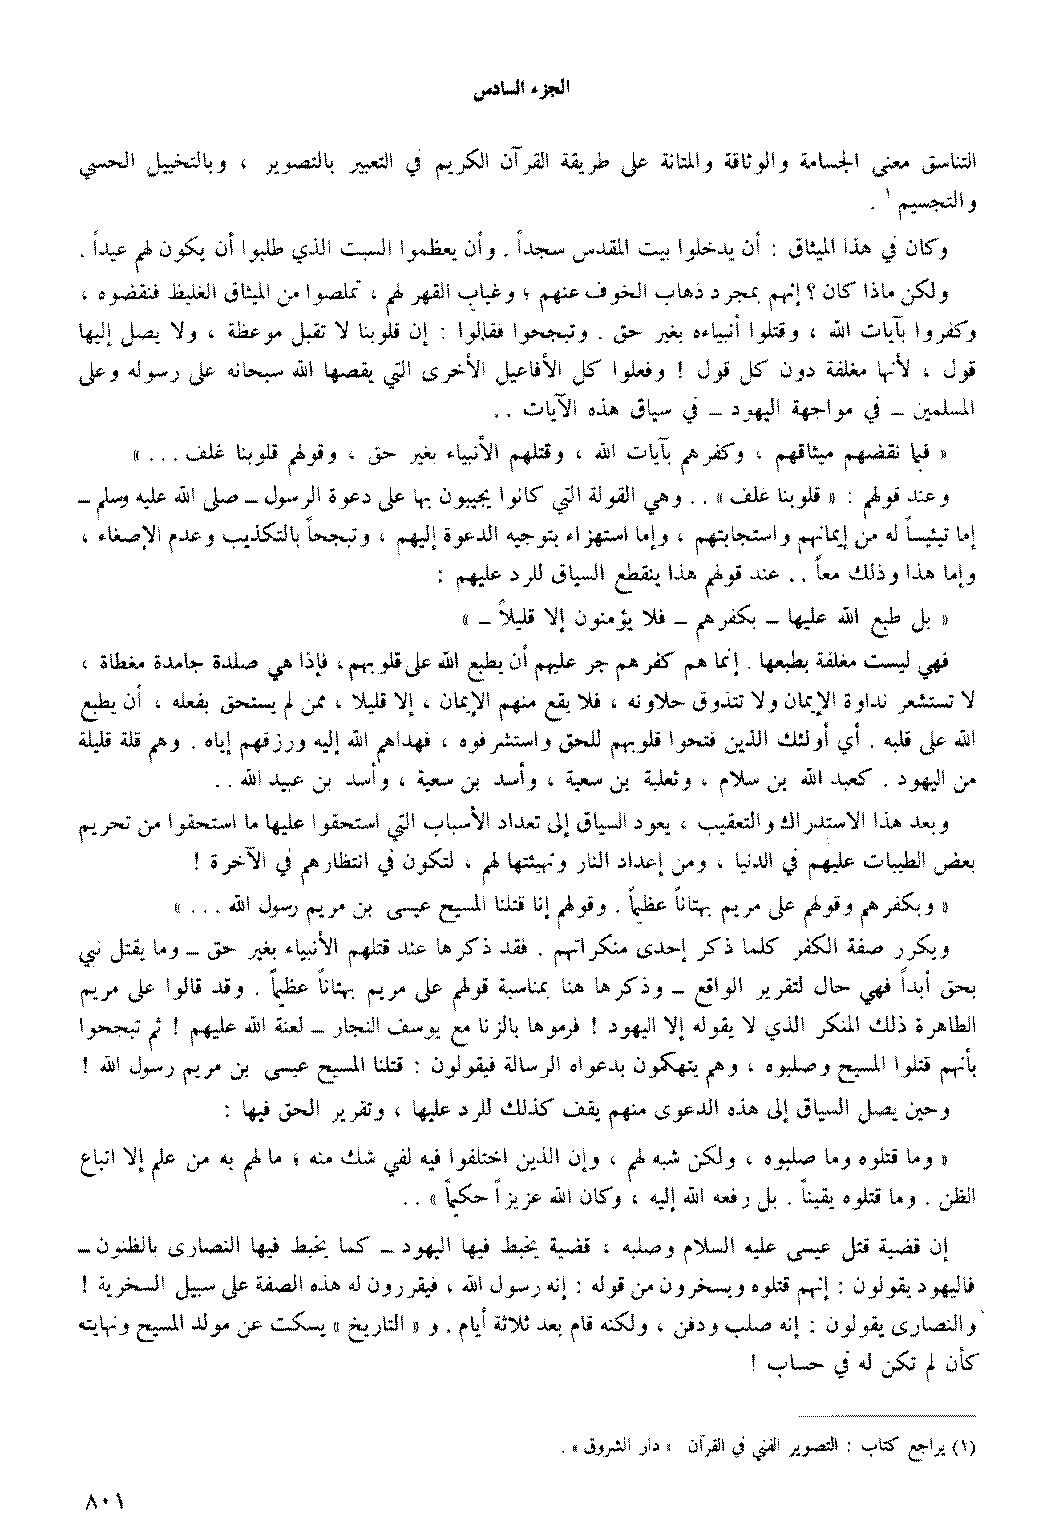 الجزء السادس
التناسق معنى الجسامة والوثاقة والمتانة على طريقة القرآن الكريم في التعبير بالتصوير ، وبالتخييل الحسي
والتجسيم ١ .
وكان في هذا الميثاق : أن يدخلوا بيت المقدس سجداً . وأن يعظموا السبت الذي طلبوا أن يكون لهم عيداً .
ولكن ماذا كان ؟ إنهم بمجرد ذهاب الخوف عنهم ؛ وغياب القهر لهم ، تملصوا من الميثاق الغليظ فنقضوه ،
وكفروا بآيات الله ، وقتلوا أنبياءه بغير حق . وتبجحوا فقالوا : إن قلوبنا لا تقبل موعظة ، ولا يصل إليها
قول ، لأنها مغلفة دون كل قول ! وفعلوا كل الأفاعيل الأخرى التي يقصها الله سبحانه على رسوله وعلى
المسلمين – في مواجهة اليهود – في سياق هذه الآيات ..
« فبما نقضهم ميثاقهم ، وكفرهم بآيات الله ، وقتلهم الأنبياء بغير حق ، وقولهم قلوبنا غلف ... »
وعند قولهم : « قلوبنا غلف » .. وهي القولة التي كانوا يجيبون بها على دعوة الرسول – صلى الله عليه وسلم –
إما تيئيساً له من إيمانهم واستجابتهم ، وإما استهزاء بتوجيه الدعوة إليهم ، وتبجحاً بالتكذيب وعدم الإصغاء ،
وإما هذا وذلك معاً .. عند قولهم هذا ينقطع السياق للرد عليهم :
« بل طبع الله عليها – بكفرهم – فلا يؤمنون إلا قليلاً – »
فهي ليست مغلفة بطبعها . إنما هم كفرهم جر عليهم أن يطبع الله على قلوبهم، فإذا هي صلدة جامدة مغطاة ،
لا تستشعر نداوة الإيمان ولا تتذوق حلاوته ، فلا يقع منهم الإيمان ، إلا قليلا ، ممن لم يستحق بفعله ، أن يطبع
الله على قلبه . أي أولئك الذين فتحوا قلوبهم للحق واستشرفوه ، فهداهم الله إليه ورزقهم إياه . وهم قلة قليلة
من اليهود . كعبد الله بن سلام ، وثعلبة بن سعية ، وأسد بن سعية ، وأسد بن عبيد الله ..
وبعد هذا الاستدراك والتعقيب ، يعود السياق إلى تعداد الأسباب التي استحقوا عليها ما استحقوا من تحريم
بعض الطيبات عليهم في الدنيا ، ومن إعداد النار وتهيئتها لهم ، لتكون في انتظارهم في الآخرة !
« وبكفرهم وقولهم على مريم بهتاناً عظيماً . وقولهم إنا قتلنا المسيح عيسى بن مريم رسول الله ... »
ويكرر صفة الكفر كلما ذكر إحدى منكراتهم . فقد ذكرها عند قتلهم الأنبياء بغير حق – وما يقتل نبي
بحق أبداً فهي حال لتقرير الواقع – وذكرها هنا بمناسبة قولهم على مريم بهتاناً عظيماً . وقد قالوا على مريم
الطاهرة ذلك المنكر الذي لا يقوله إلا اليهود ! فرموها بالزنا مع يوسف النجار – لعنة الله عليهم ! ثم تبجحوا
بأنهم قتلوا المسيح وصلبوه ، وهم يتهكمون بدعواه الرسالة فيقولون : قتلنا المسيح عيسى بن مريم رسول الله !
وحين يصل السياق إلى هذه الدعوى منهم يقف كذلك للرد عليها ، وتقرير الحق فيها :
« وما قتلوه وما صلبوه ، ولكن شبه لهم ، وإن الذين اختلفوا فيه لفي شك منه ؛ ما لهم به من علم إلا اتباع
الظن . وما قتلوه يقيناً . بل رفعه الله إليه ، وكان الله عزيزاً حكيماً » ..
إن قضية قتل عيسى عليه السلام وصلبه ، قضية يخبط فيها اليهود – كما يخبط فيها النصارى بالظنون –
فاليهود يقولون : إنهم قتلوه ويسخرون من قوله : إنه رسول الله ، فيقررون له هذه الصفة على سبيل السخرية !
والنصارى يقولون : إنه صلب ودفن ، ولكنه قام بعد ثلاثة أيام . و « التاريخ » يسكت عن مولد المسيح ونهايته
كأن لم تكن له في حساب !
(١) يراجع كتاب : التصوير الفني في القرآن « دار الشروق » .
٨٠١